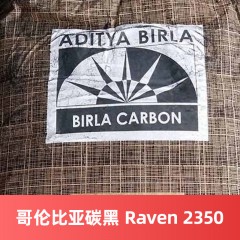 ADITYA BIRLA
BIRLA CARBON
哥伦比亚碳黑 Raven 2350